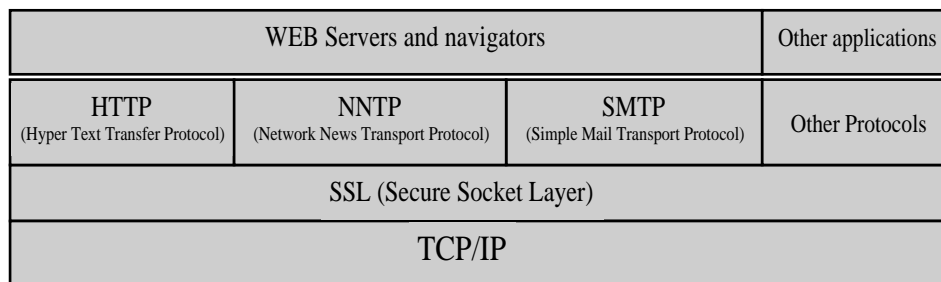 WEB Servers and navigators
Other applications
HTTP
(Hyper Text Transfer Protocol)
NNTP
(Network News Transport Protocol)
SMTP
(Simple Mail Transport Protocol)
Other Protocols
SSL (Secure Socket Layer)
TCP/IP